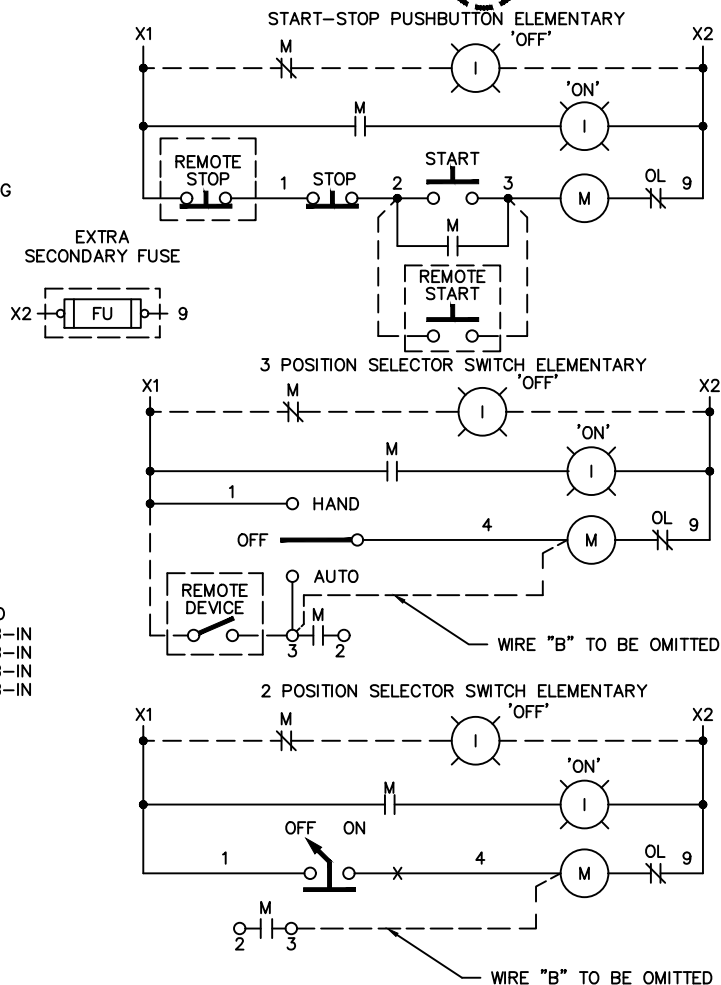 START-STOP PUSHBUTTON ELEMENTARY
X1 M 'OFF' X2
I
'ON'
M I
G
REMOTE
STOP 1 STOP 2 START 3 M OL 9
M
REMOTE
START
EXTRA
SECONDARY FUSE
X2 FU 9
3 POSITION SELECTOR SWITCH ELEMENTARY
X1 M 'OFF' X2
I
'ON'
M I
1 HAND
OFF 4 M OL 9
AUTO
REMOTE
DEVICE M
3 2
WIRE "B" TO BE OMITTED
O
B-IN
B-IN
B-IN
B-IN
2 POSITION SELECTOR SWITCH ELEMENTARY
X1 M 'OFF' X2
I
'ON'
M I
OFF ON
1 X 4 M OL 9
M
2 3
WIRE "B" TO BE OMITTED